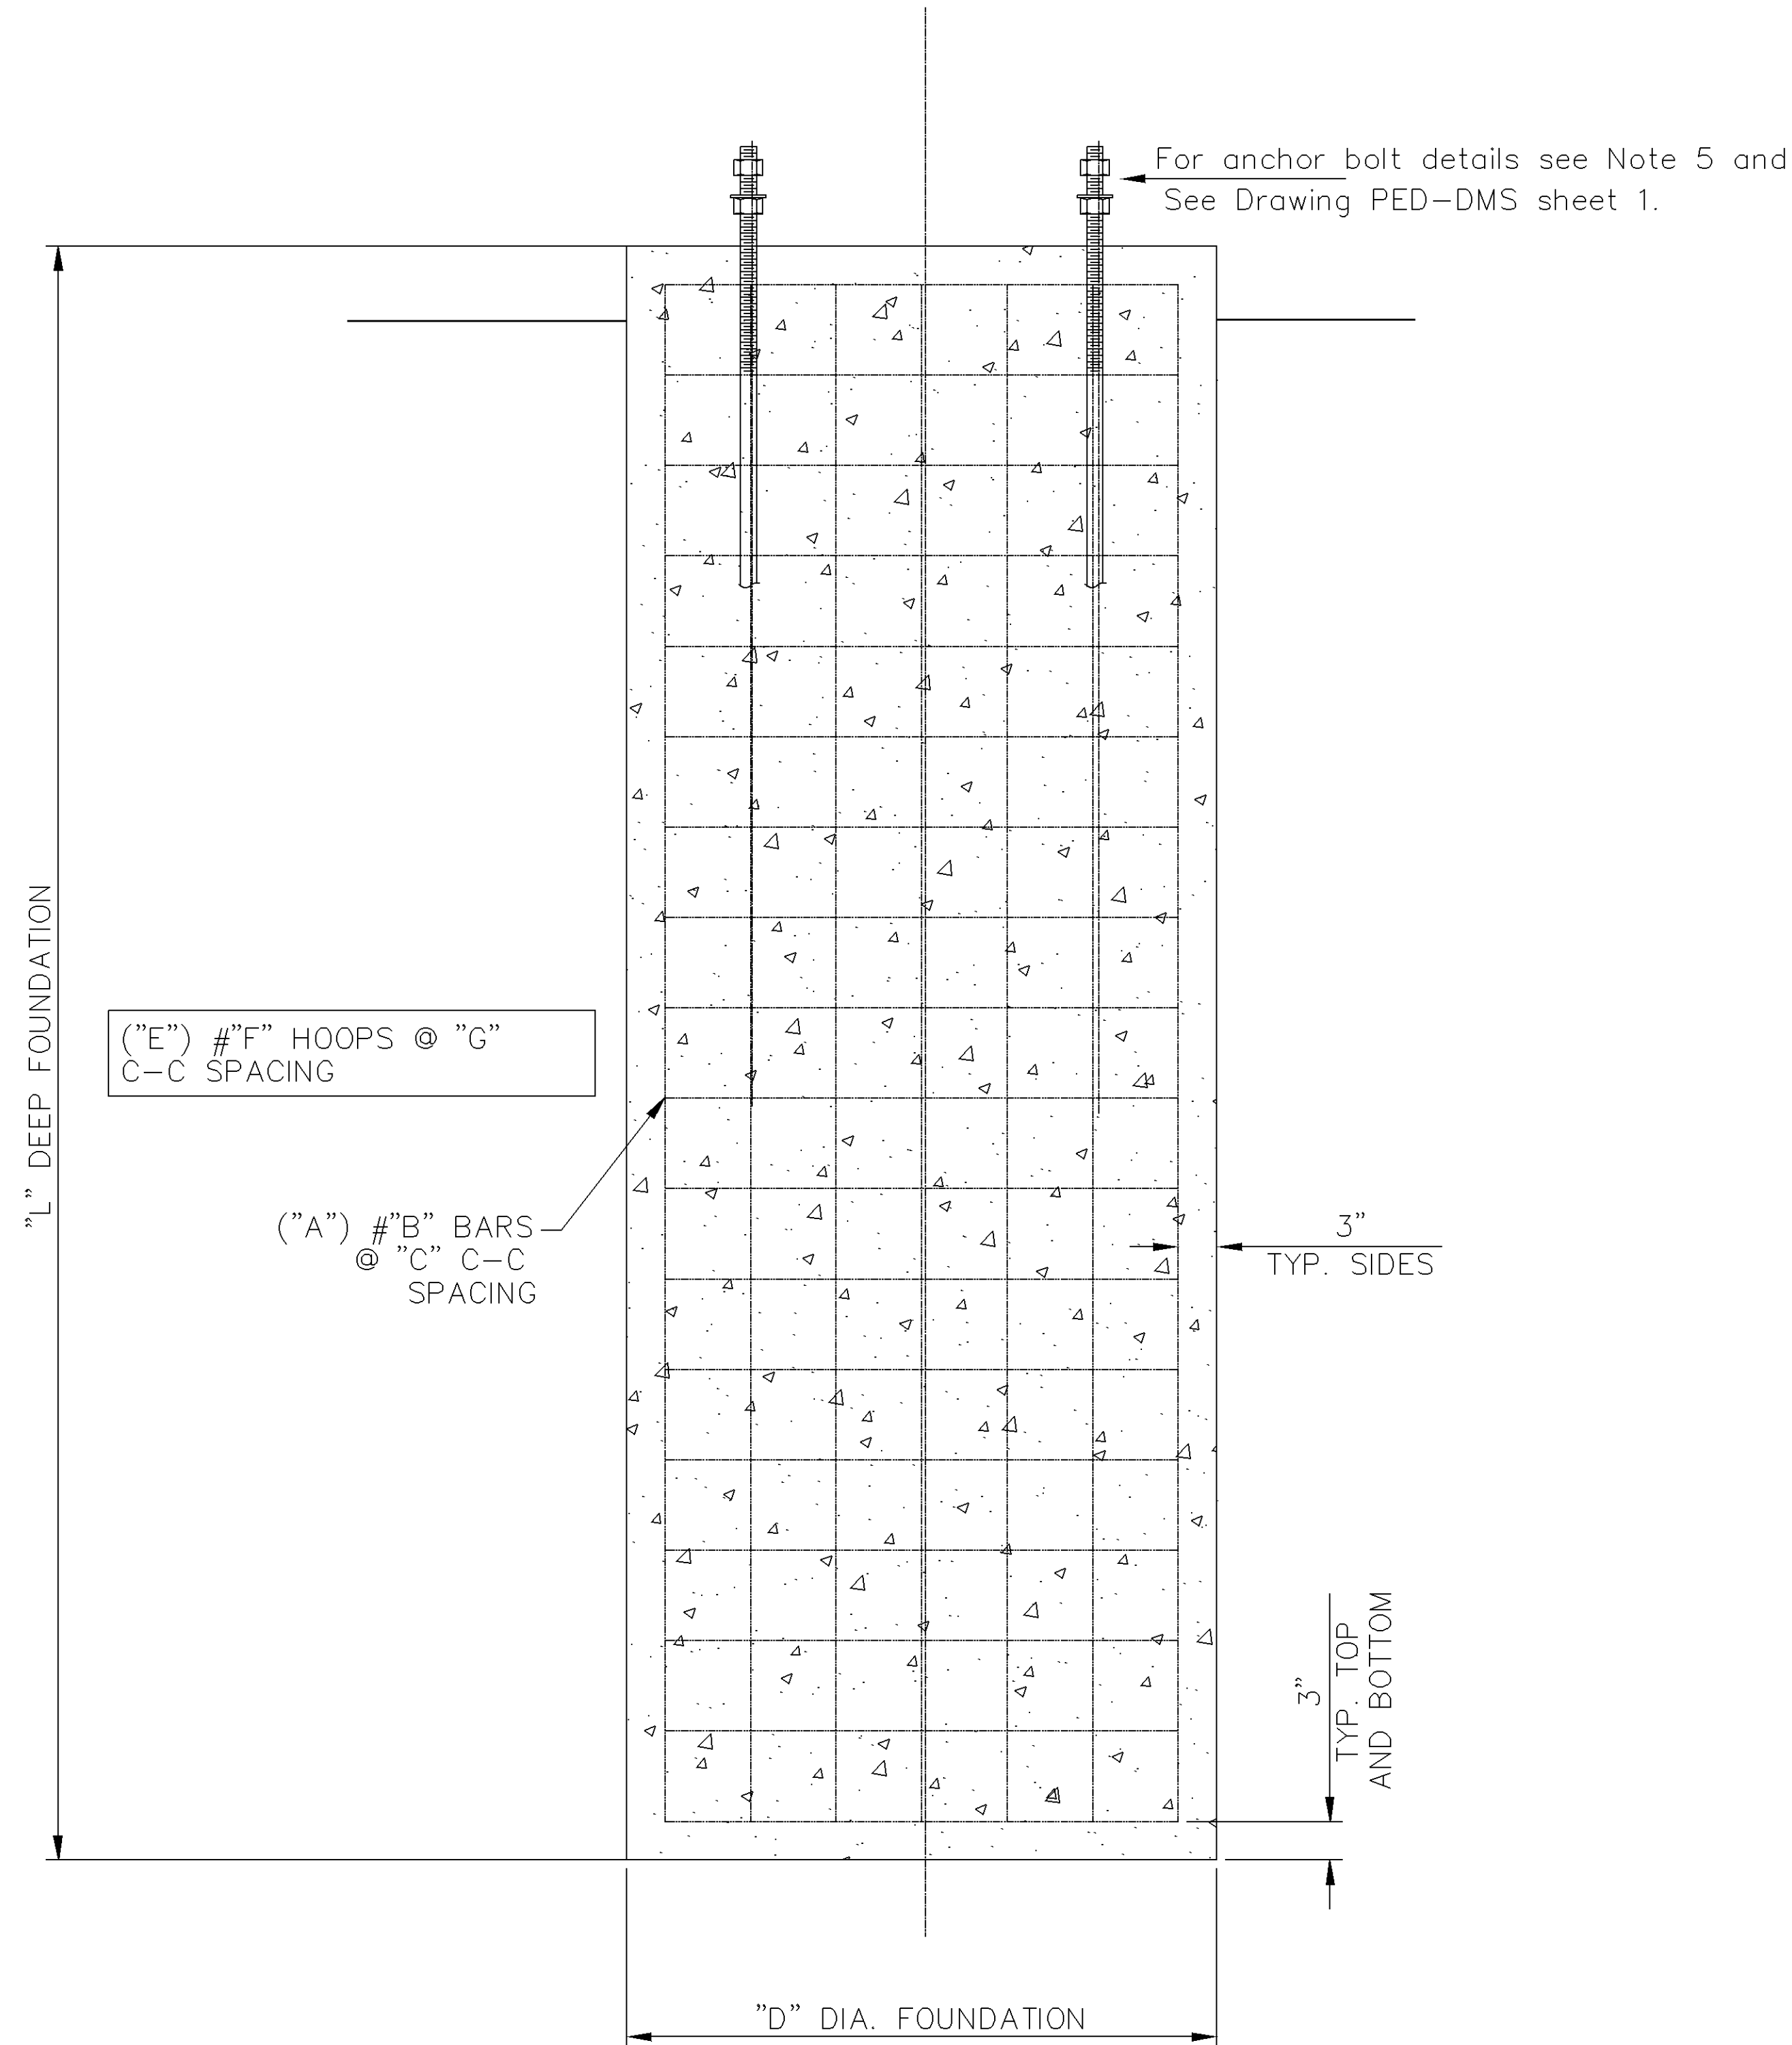 For anchor bolt details see Note 5 and
See Drawing PED-DMS sheet 1.
"L" DEEP FOUNDATION
("E") #"F" HOOPS @ "G"
C-C SPACING
("A") #"B" BARS
@ "C" C-C
SPACING
3"
TYP. SIDES
3"
TYP. TOP
AND BOTTOM
"D" DIA. FOUNDATION